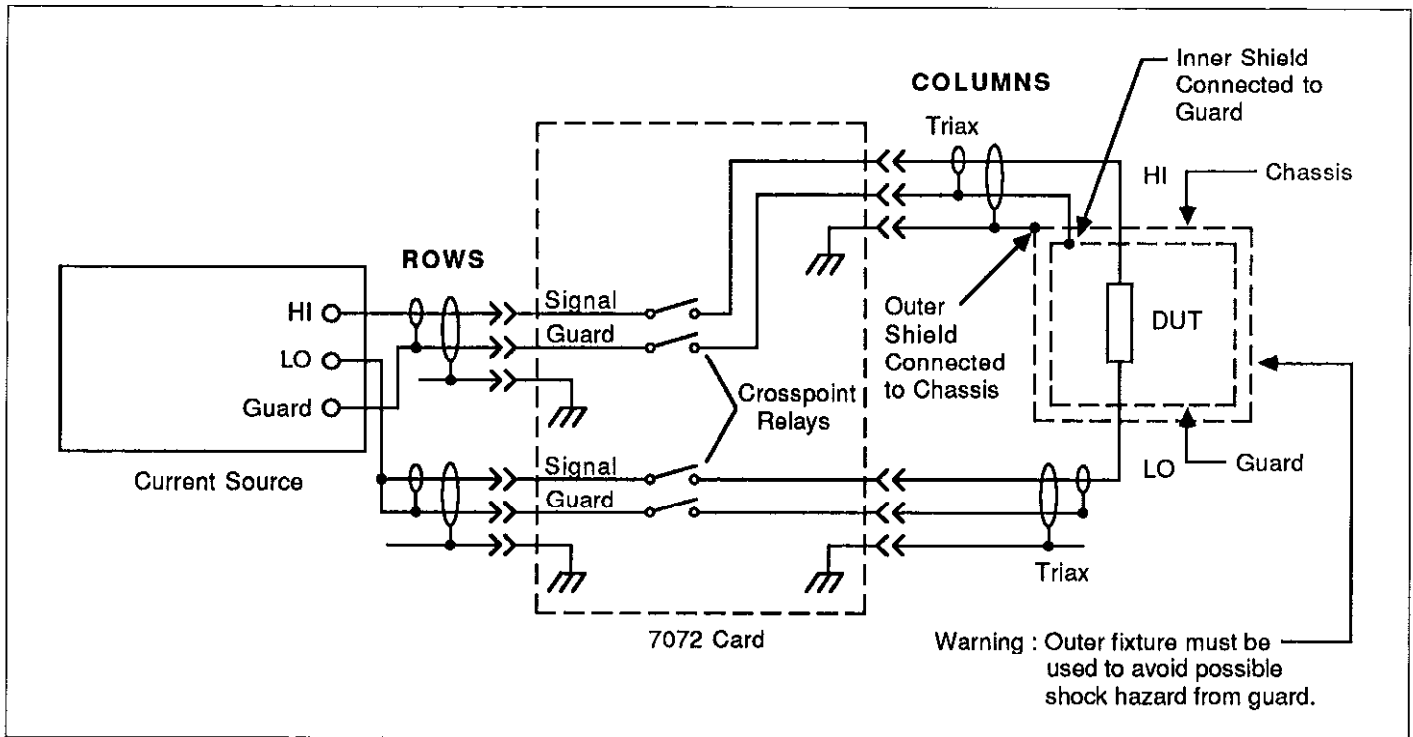 Inner Shield
Connected to
Guard
COLUMNS
Triax
HI
Chassis
ROWS
HI
LO
Guard
Current Source
Signal
Guard
Crosspoint
Relays
Outer
Shield
Connected
to Chassis
DUT
Signal
Guard
LO
Guard
Triax
7072 Card
Warning : Outer fixture must be
used to avoid possible
shock hazard from guard.